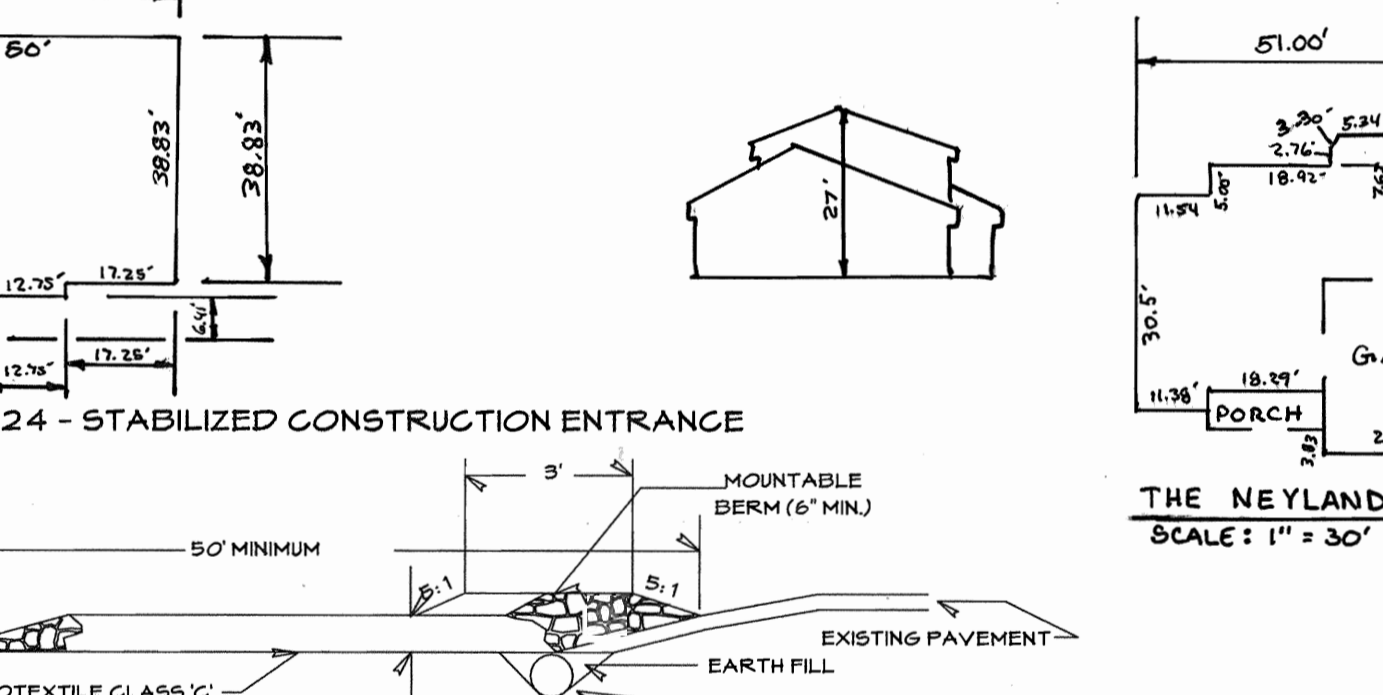 50'
38.83'
38.83'
12.75'
17.25'
6.41'
17.25'
12.75'
27'
51.00'
3.30'
5.24
2.76'
18.92'
5.00'
11.54
30.5'
11.38'
18.29'
PORCH
3.83
THE NEYLAND
SCALE: 1" = 30'
24 - STABILIZED CONSTRUCTION ENTRANCE
3'
MOUNTABLE
BERM (6" MIN.)
50' MINIMUM
5:1
5:1
EXISTING PAVEMENT
EARTH FILL
OTEXTILE CLASS 'C'